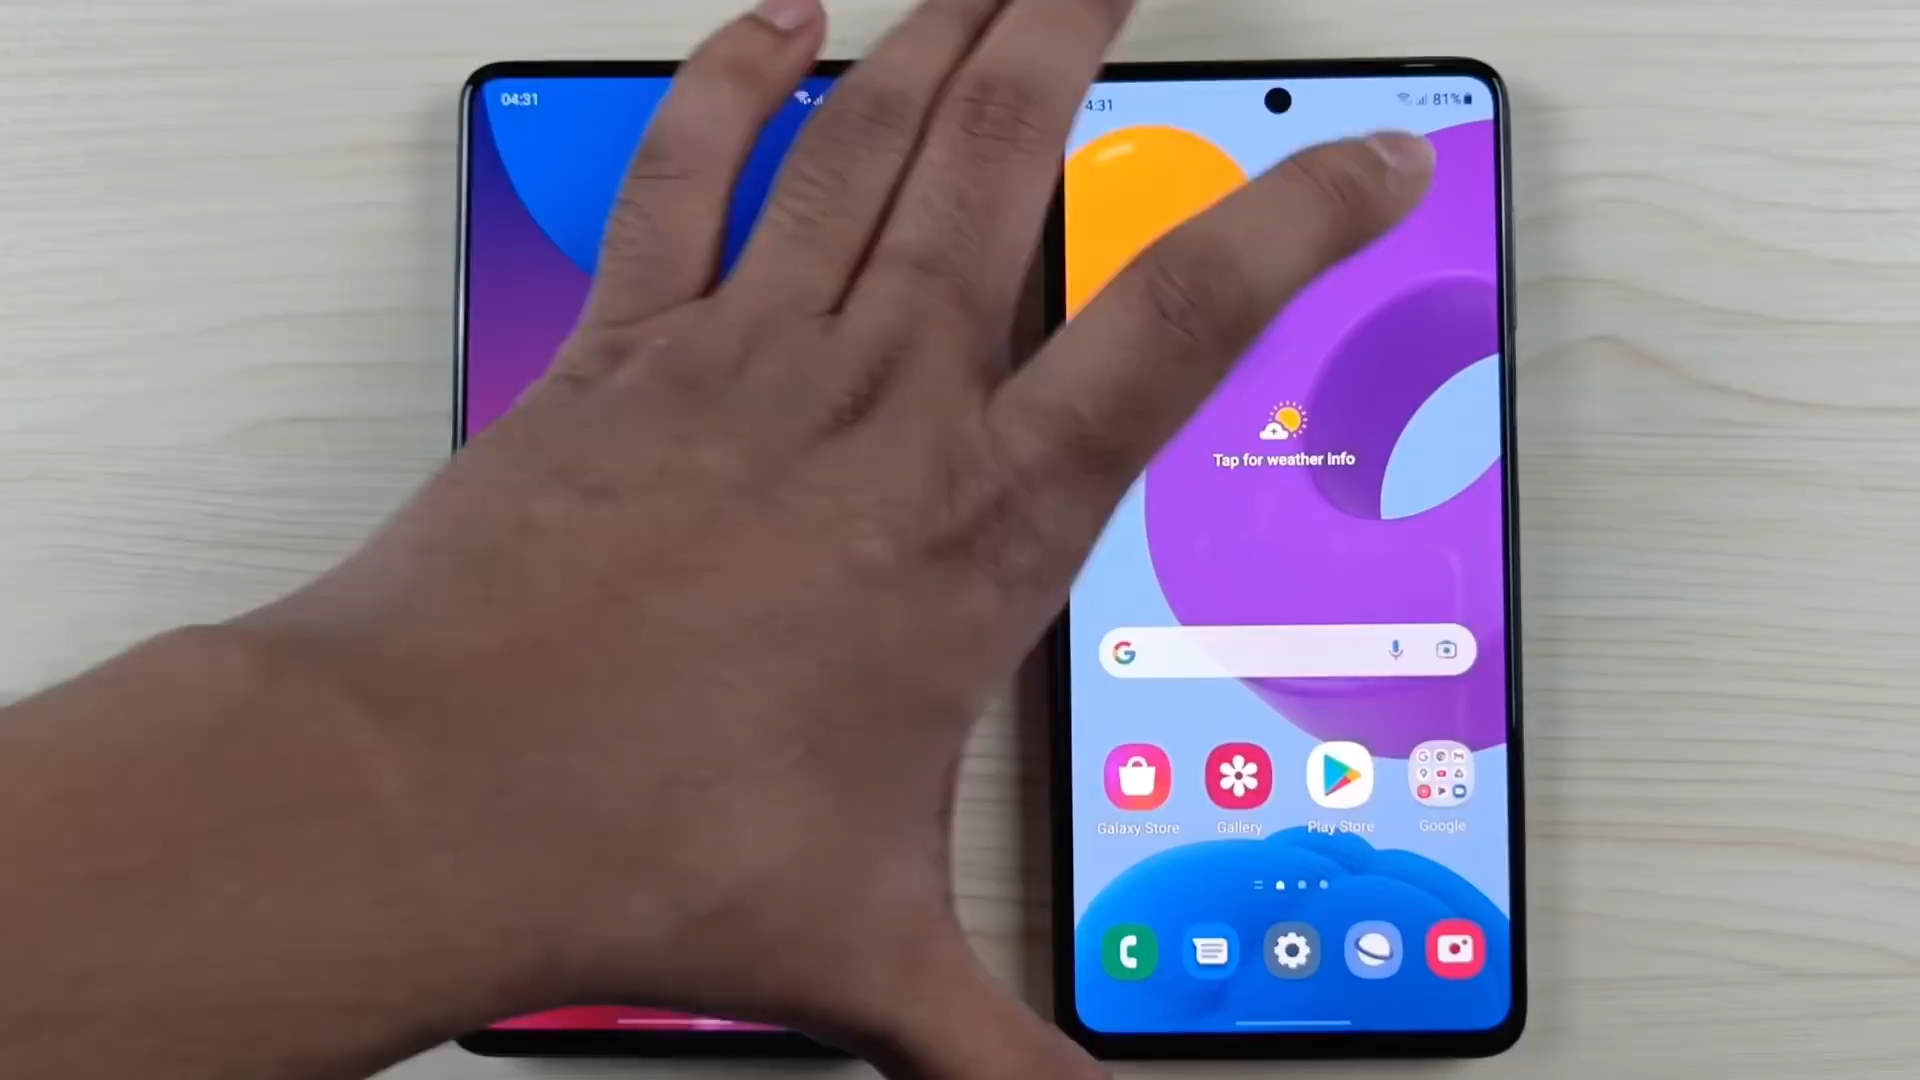 04:31
4:31
81%
Tap for weather info
G
Galaxy Store
Gallery
Play Store
Google